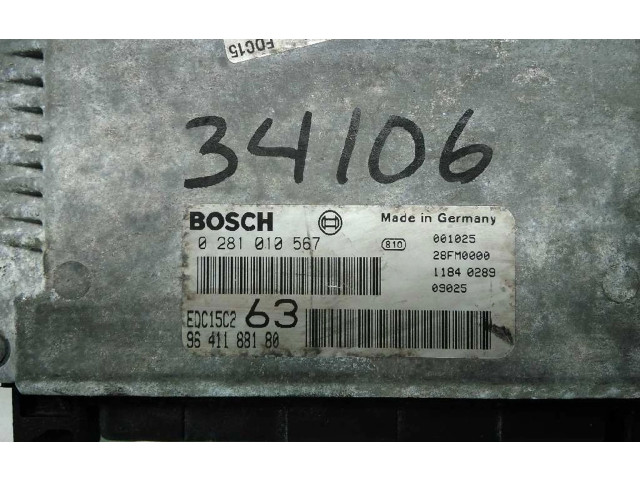 EDC15
34106
BOSCH
Made in Germany
0 281 010 567
810
001025
28FM0000
1184 0289
09025
EDC15C2 63
96 411 881 80